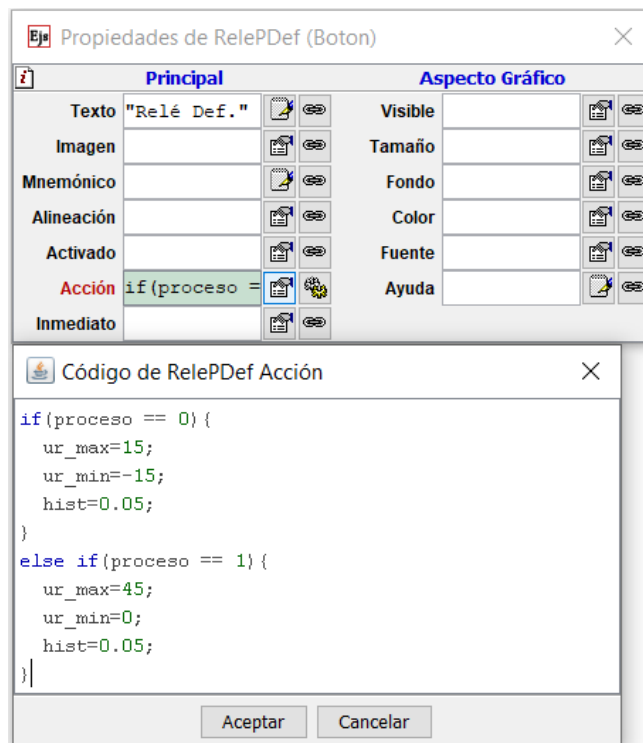 Ejs Propiedades de RelePDef (Boton)
i Principal Aspecto Gráfico
Texto "Relé Def." Visible
Imagen Tamaño
Mnemónico Fondo
Alineación Color
Activado Fuente
Acción if(proceso = Ayuda
Inmediato
Código de RelePDef Acción
if(proceso == 0){
  ur_max=15;
  ur_min=-15;
  hist=0.05;
}
else if(proceso == 1){
  ur_max=45;
  ur_min=0;
  hist=0.05;
}
Aceptar Cancelar